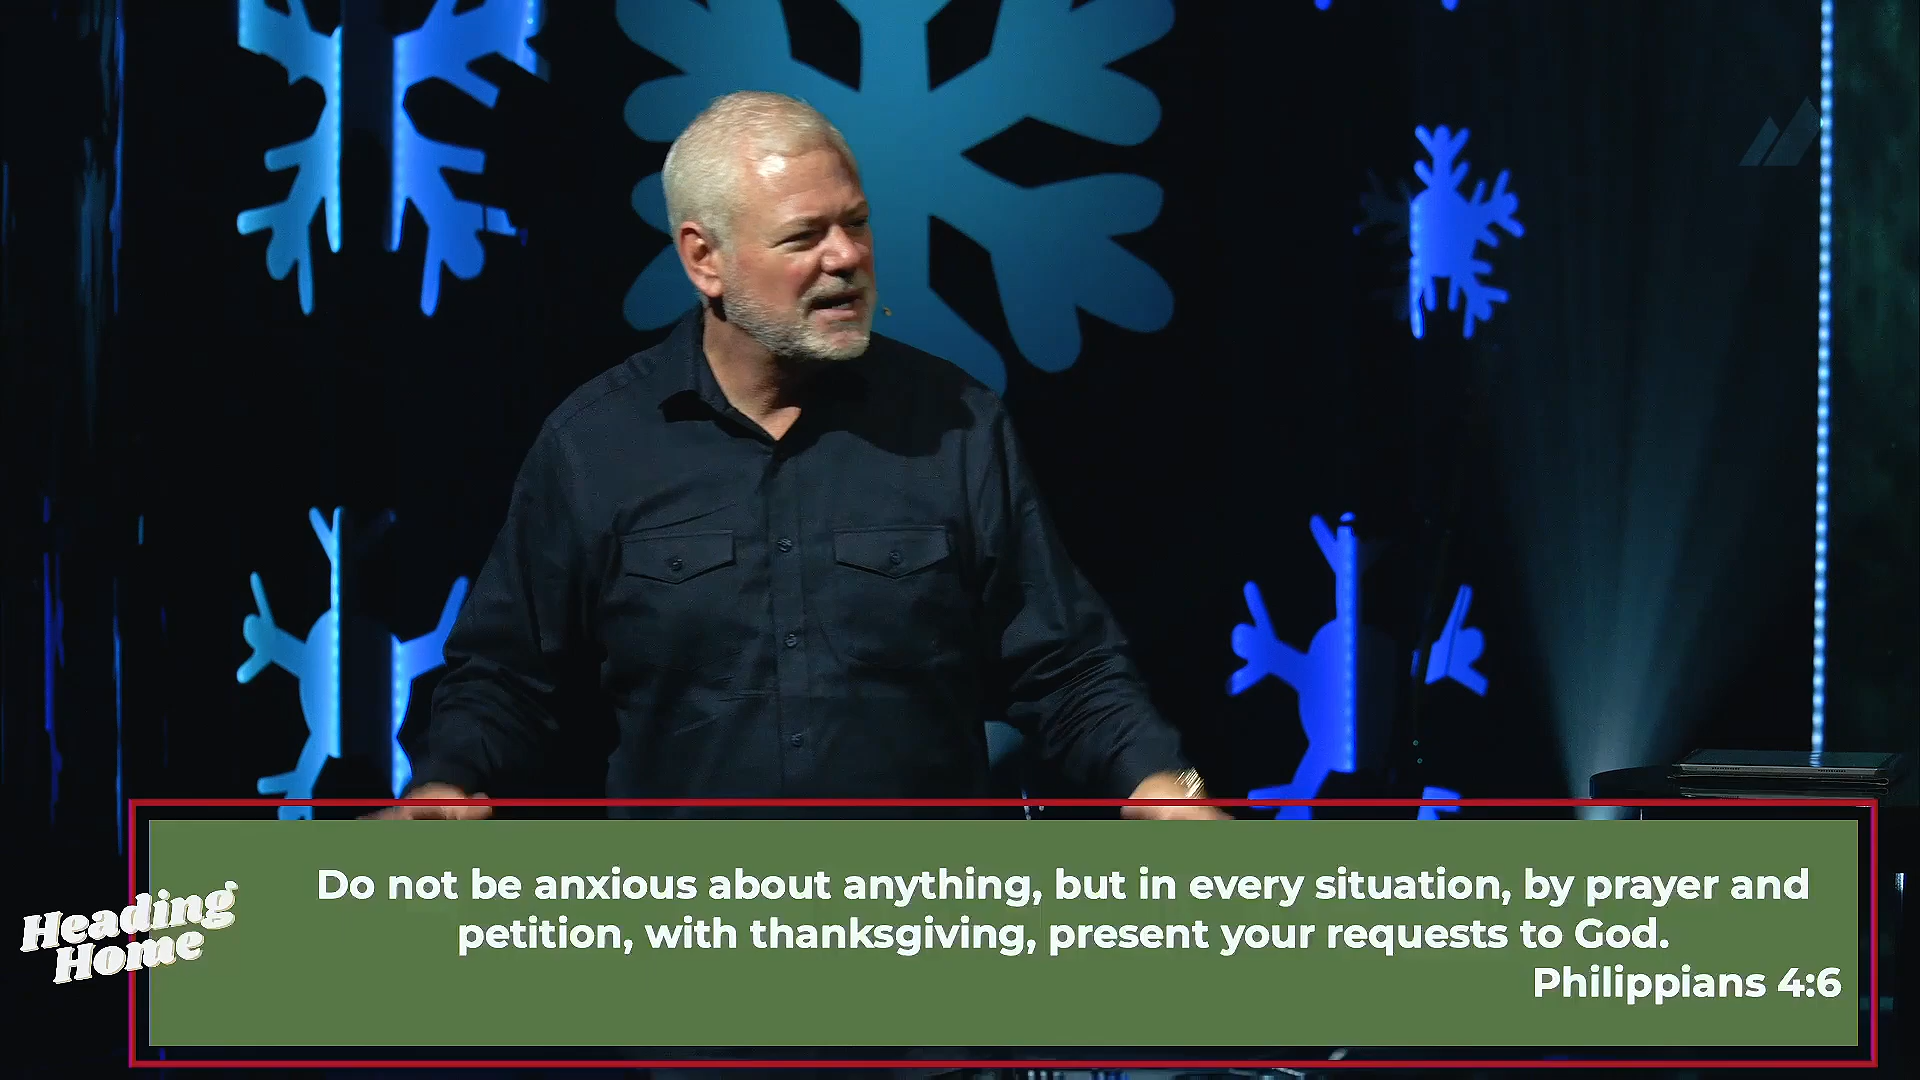 Do not be anxious about anything, but in every situation, by prayer and
petition, with thanksgiving, present your requests to God.
Philippians 4:6
Heading
Home